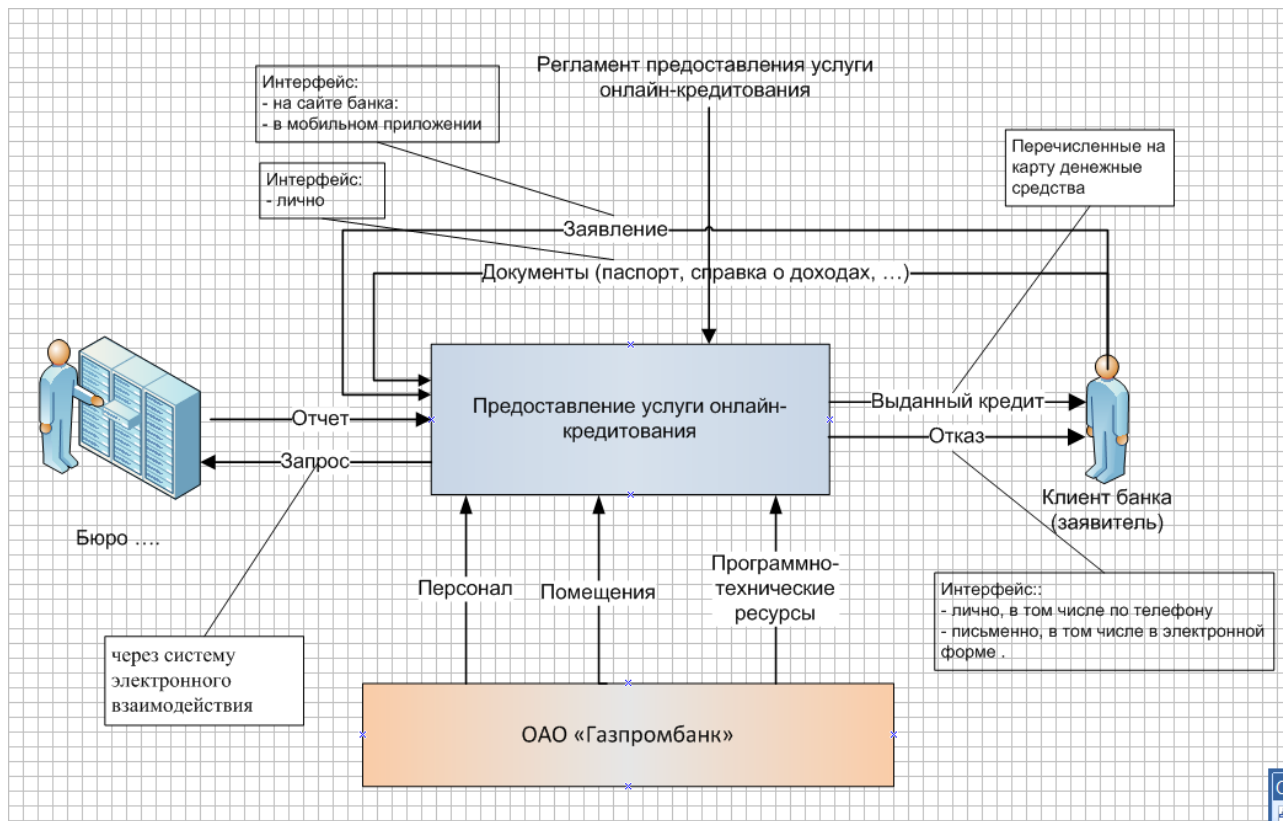 Регламент предоставления услуги
онлайн-кредитования
Интерфейс:
- на сайте банка:
- в мобильном приложении
Интерфейс:
- лично
Перечисленные на
карту денежные
средства
Заявление
Документы (паспорт, справка о доходах, ...)
Предоставление услуги онлайн-
кредитования
Отчет
Запрос
Выданный кредит
Отказ
Бюро ....
Клиент банка
(заявитель)
Персонал
Помещения
Программно-
технические
ресурсы
Интерфейс::
- лично, в том числе по телефону
- письменно, в том числе в электронной
форме .
через систему
электронного
взаимодействия
ОАО «Газпромбанк»